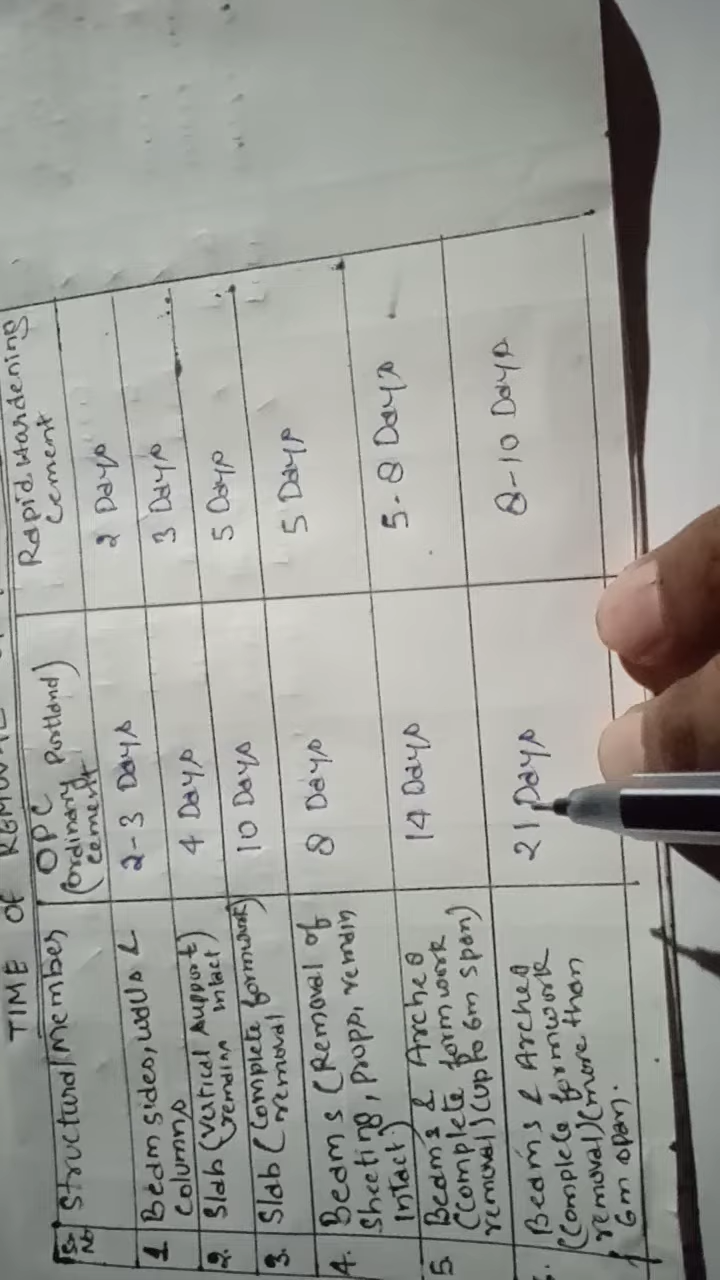 TIME OF REMOVAL OF
S. No. Structural Member
OPC
(ordinary Portland)
cement
Rapid Hardening
Cement
1. Beam sides, walls &
columns
2-3 Days
2 Days
2. Slab (Vertical support)
remains intact
4 Days
3 Days
3. Slab (Complete formwork)
removal
10 Days
5 Days
4. Beams (Removal of
Sheeting, props, remain
intact)
8 Days
5 Days
5. Beams & Arches
(Complete formwork
removal) (up to 6m span)
14 Days
5-8 Days
Beams & Arches
(Complete formwork
removal) (more than
6m span.
21 Days
8-10 Days